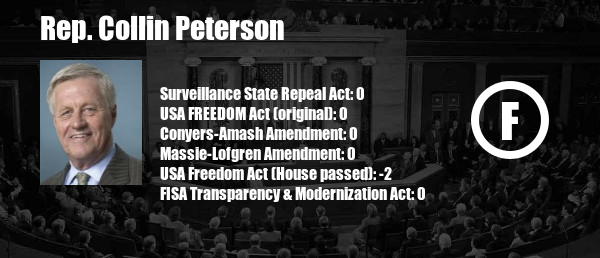 Rep. Collin Peterson
Surveillance State Repeal Act: 0
USA FREEDOM Act (original): 0
Conyers-Amash Amendment: 0
Massie-Lofgren Amendment: 0
USA Freedom Act (House passed): -2
FISA Transparency & Modernization Act: 0
F